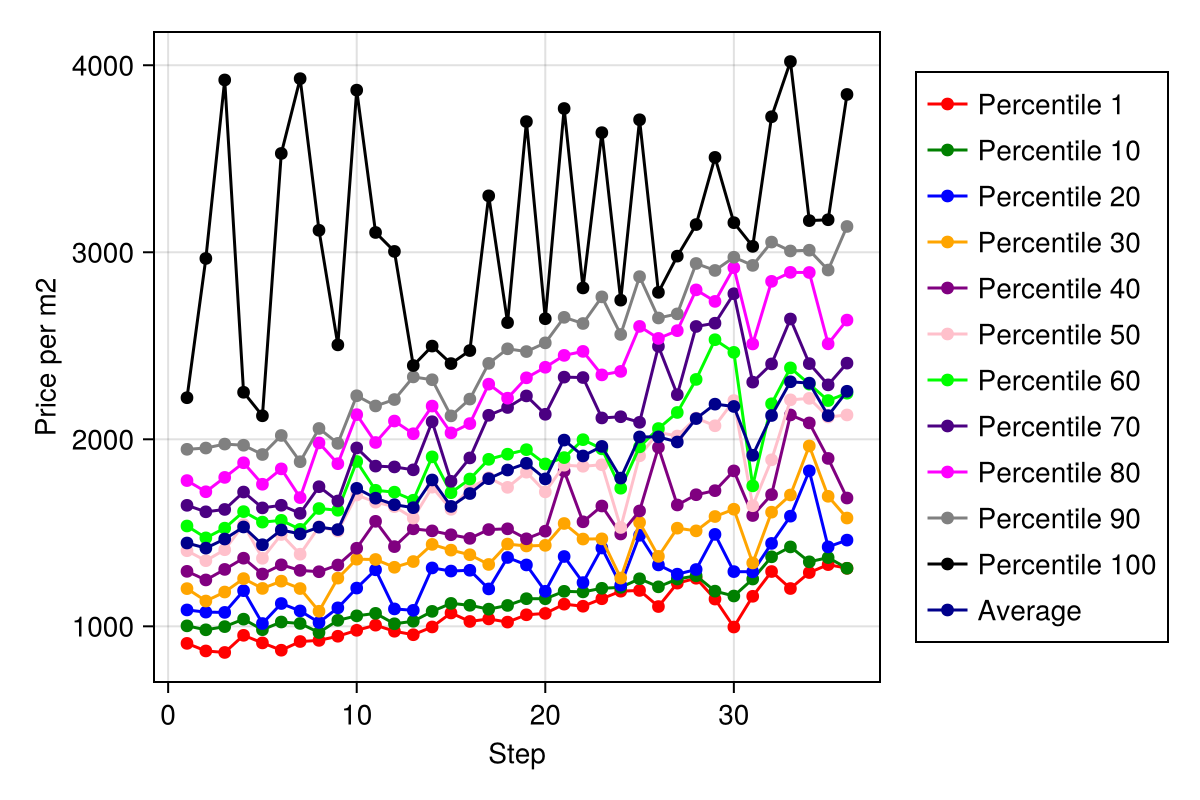 4000
3000
2000
1000
Price per m2
0 10 20 30
Step
Percentile 1
Percentile 10
Percentile 20
Percentile 30
Percentile 40
Percentile 50
Percentile 60
Percentile 70
Percentile 80
Percentile 90
Percentile 100
Average